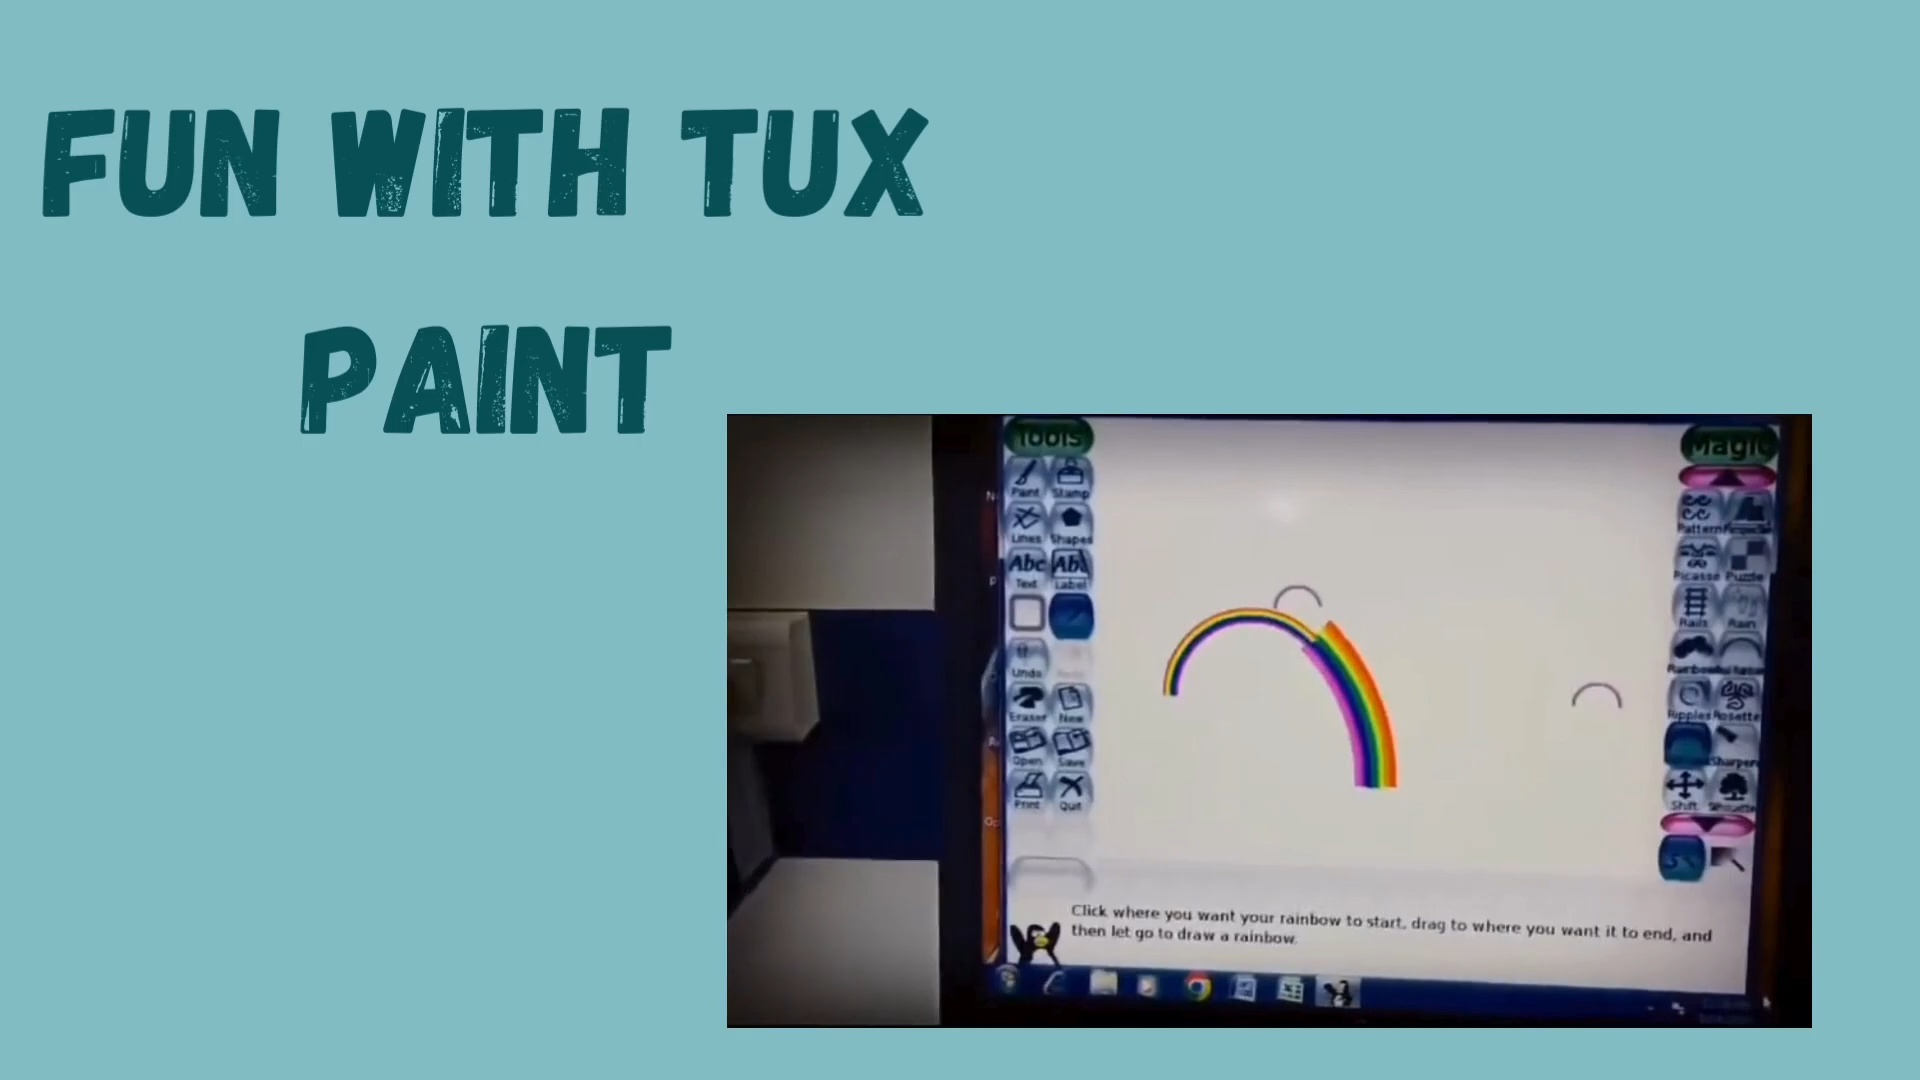 FUN WITH TUX
PAINT
Tools
Magic
Paint Stamp
Lines Shapes
Text Label
Undo
Eraser New
Open Save
Print Quit
Pattern
Picasso Puzzle
Rails Rain
Ripples Rosette
Sharpen
Shift
Click where you want your rainbow to start, drag to where you want it to end, and
then let go to draw a rainbow.